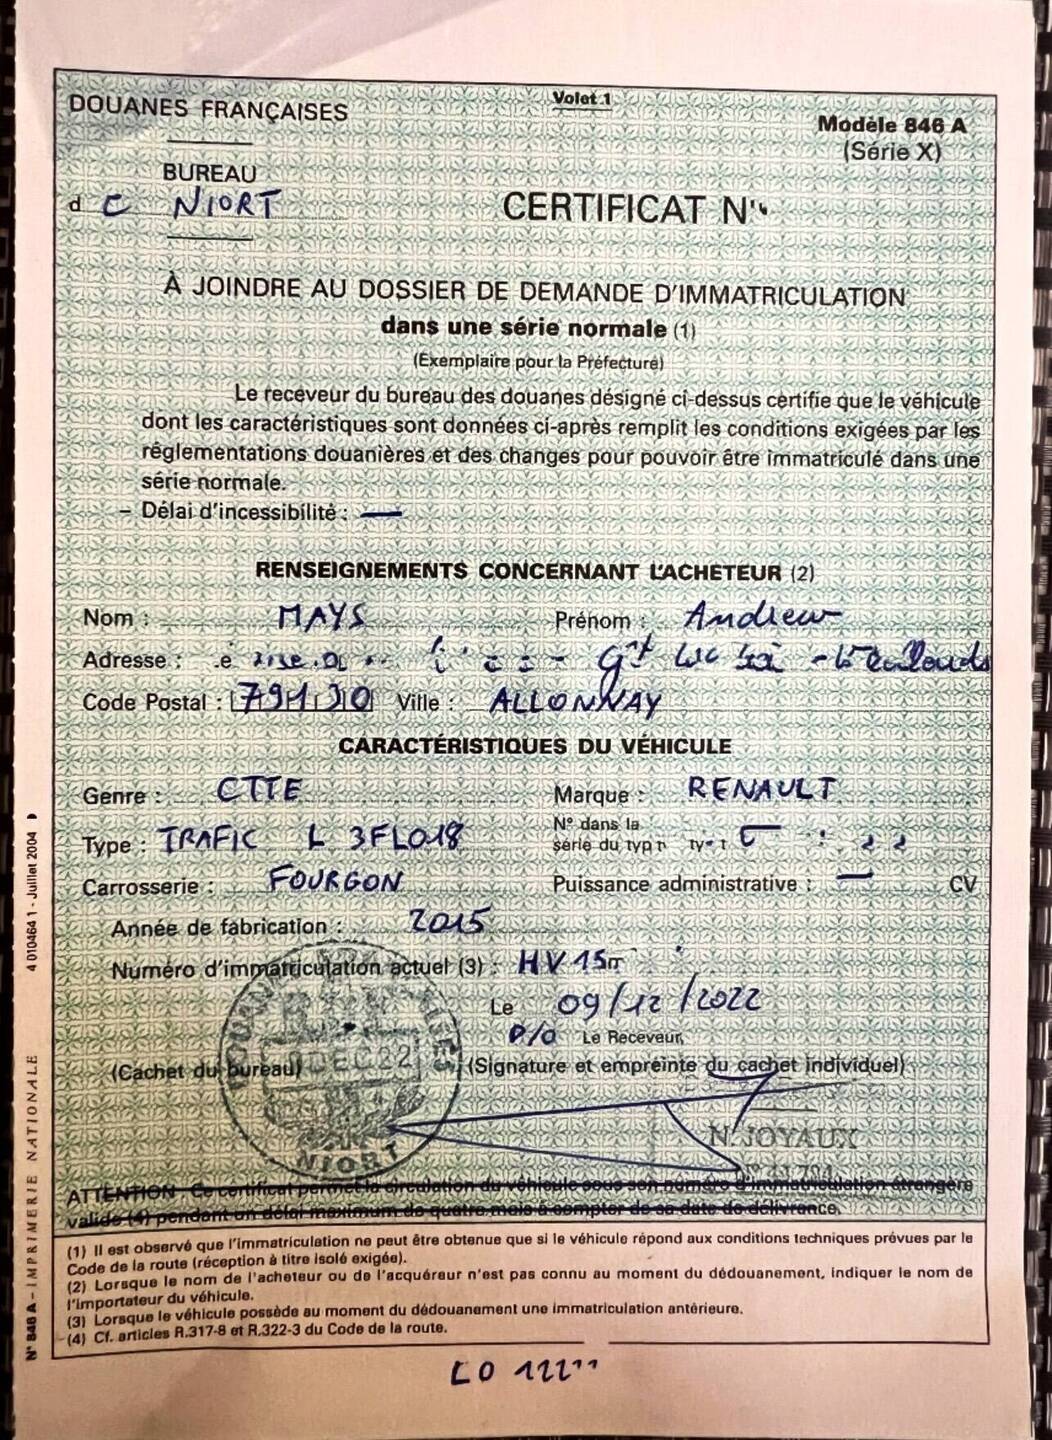 DOUANES FRANÇAISES
Volet 1
Modèle 846 A
(Série X)
BUREAU
d e NIORT
CERTIFICAT N°
À JOINDRE AU DOSSIER DE DEMANDE D'IMMATRICULATION
dans une série normale (1)
(Exemplaire pour la Préfecture)
Le receveur du bureau des douanes désigné ci-dessus certifie que le véhicule
dont les caractéristiques sont données ci-après remplit les conditions exigées par les
réglementations douanières et des changes pour pouvoir être immatriculé dans une
série normale.
– Délai d'incessibilité : —
RENSEIGNEMENTS CONCERNANT L'ACHETEUR (2)
Nom : MAYS Prénom : Andrew
Adresse :
Code Postal : Ville : ALLONNAY
CARACTÉRISTIQUES DU VÉHICULE
Genre : CTTE Marque : RENAULT
Type : TRAFIC L 3FL018 N° dans la
série du
Carrosserie : FOURGON Puissance administrative : — CV
Année de fabrication : 2015
Numéro d'immatriculation actuel (3) : HV 15
Le 09/12/2022
P/O Le Receveur,
(Cachet du bureau) (Signature et empreinte du cachet individuel)
DEC 22
NIORT
N. JOYAUX
ATTENTION - Ce certificat permet la circulation du véhicule sous son numéro d'immatriculation étrangère
valide (4) pendant un délai maximum de quatre mois à compter de sa date de délivrance.
(1) Il est observé que l'immatriculation ne peut être obtenue que si le véhicule répond aux conditions techniques prévues par le
Code de la route (réception à titre isolé exigée).
(2) Lorsque le nom de l'acheteur ou de l'acquéreur n'est pas connu au moment du dédouanement, indiquer le nom de
l'importateur du véhicule.
(3) Lorsque le véhicule possède au moment du dédouanement une immatriculation antérieure.
(4) Cf. articles R.317-8 et R.322-3 du Code de la route.
N° 846 A – IMPRIMERIE NATIONALE 4 010464 1 - Juillet 2004